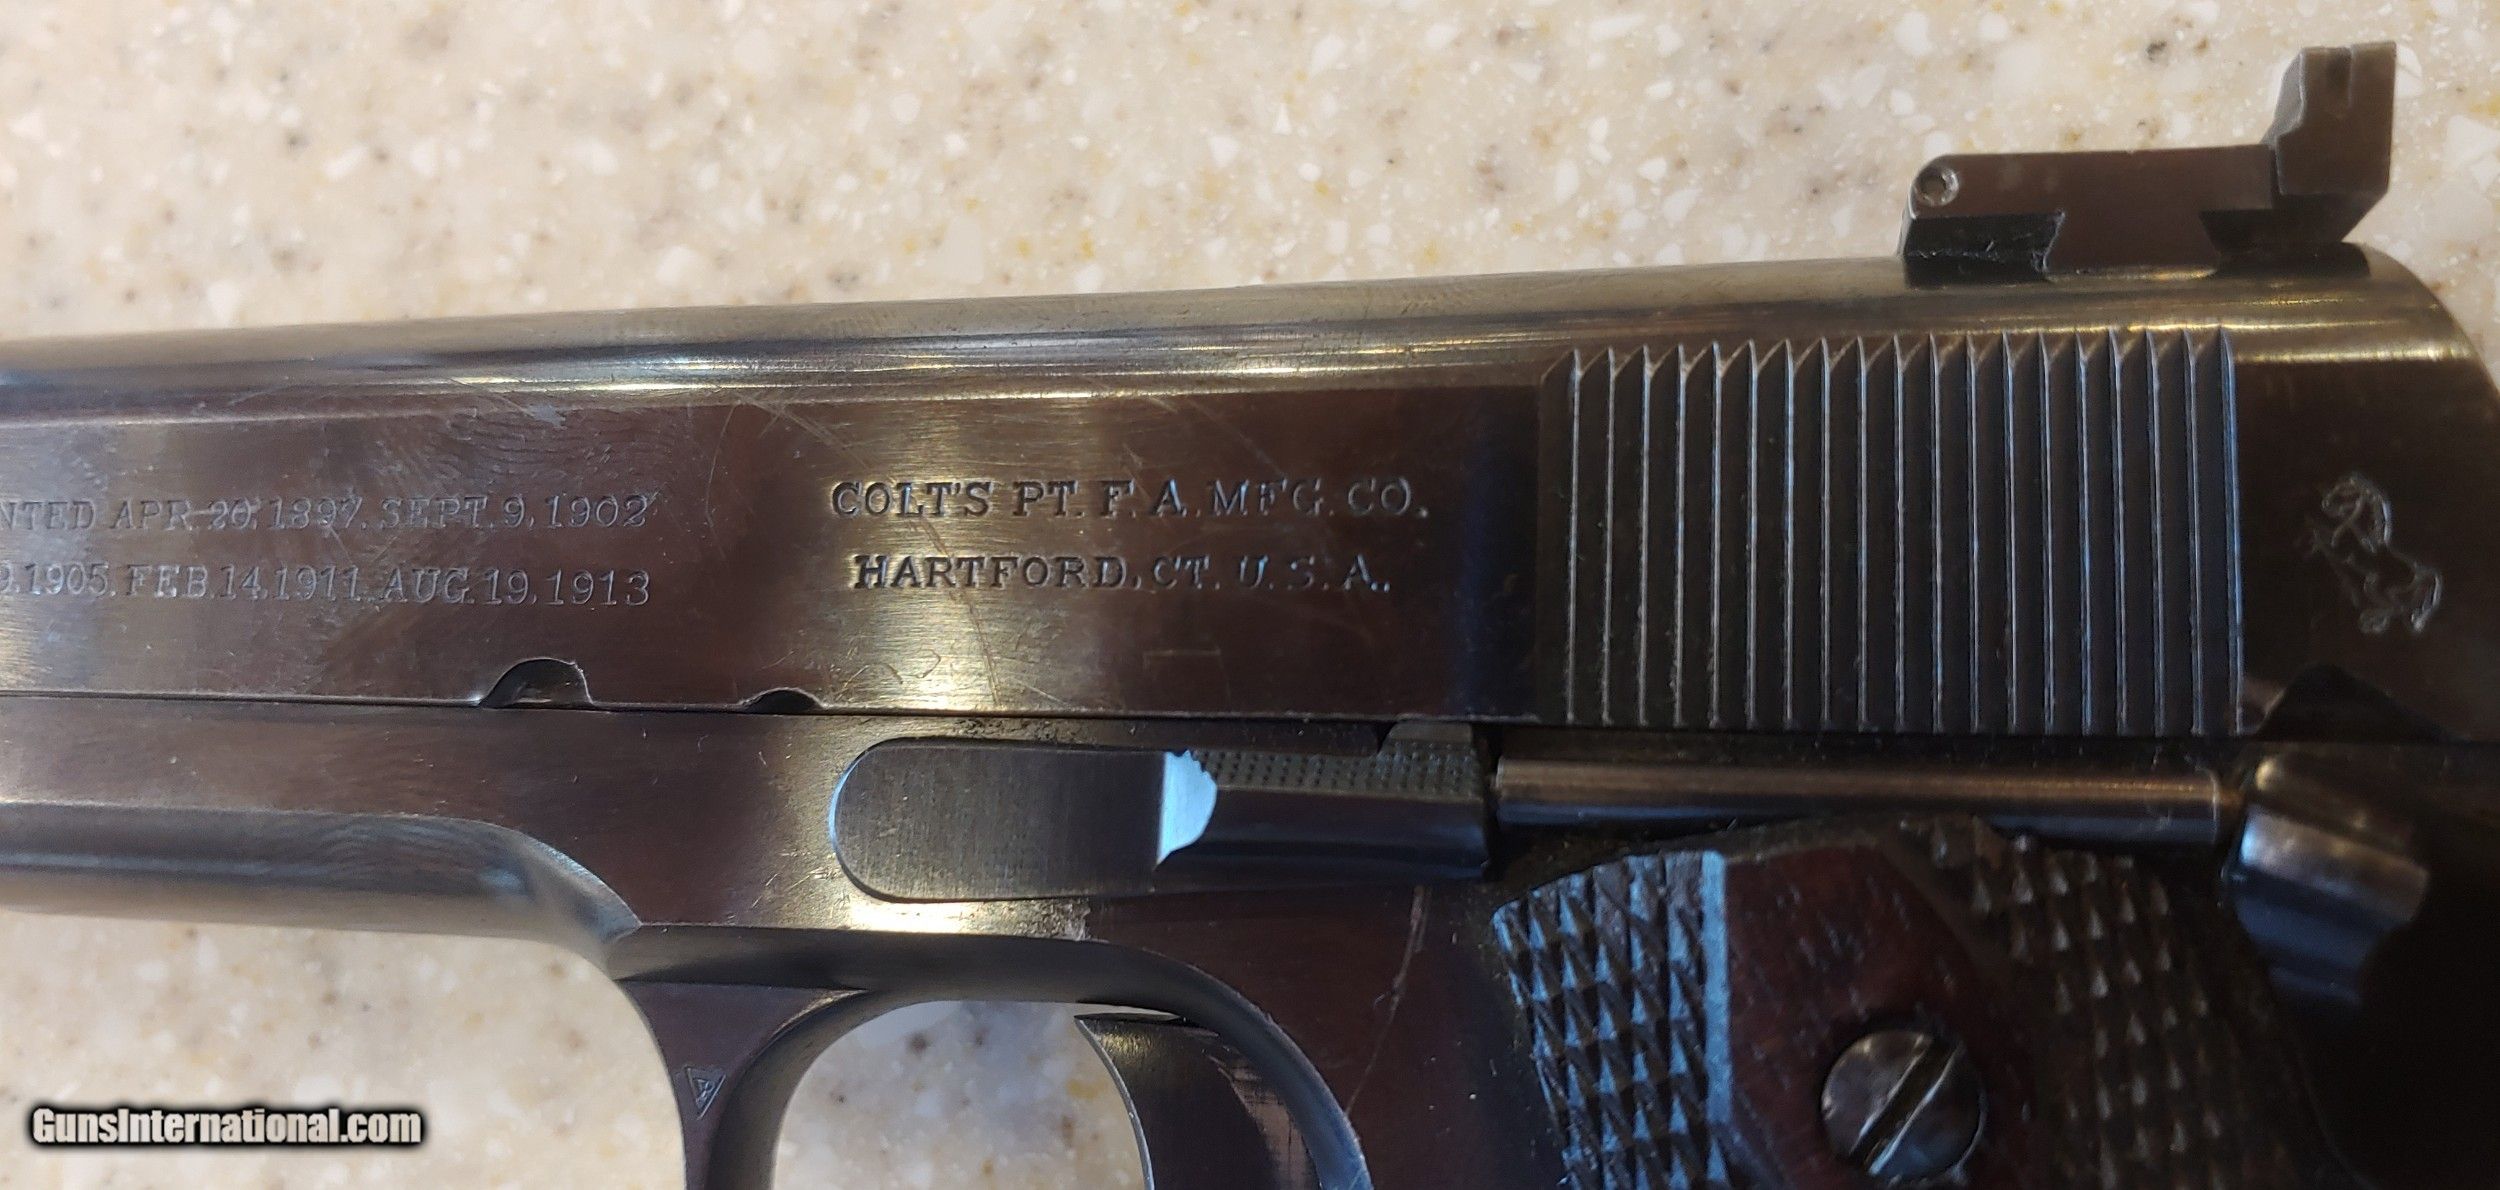 APR. 20, 1897. SEPT. 9, 1902
1905. FEB. 14, 1911. AUG. 19, 1913
COLT'S PT. F. A. MFG. CO.
HARTFORD, CT. U. S. A.
GunsInternational.com